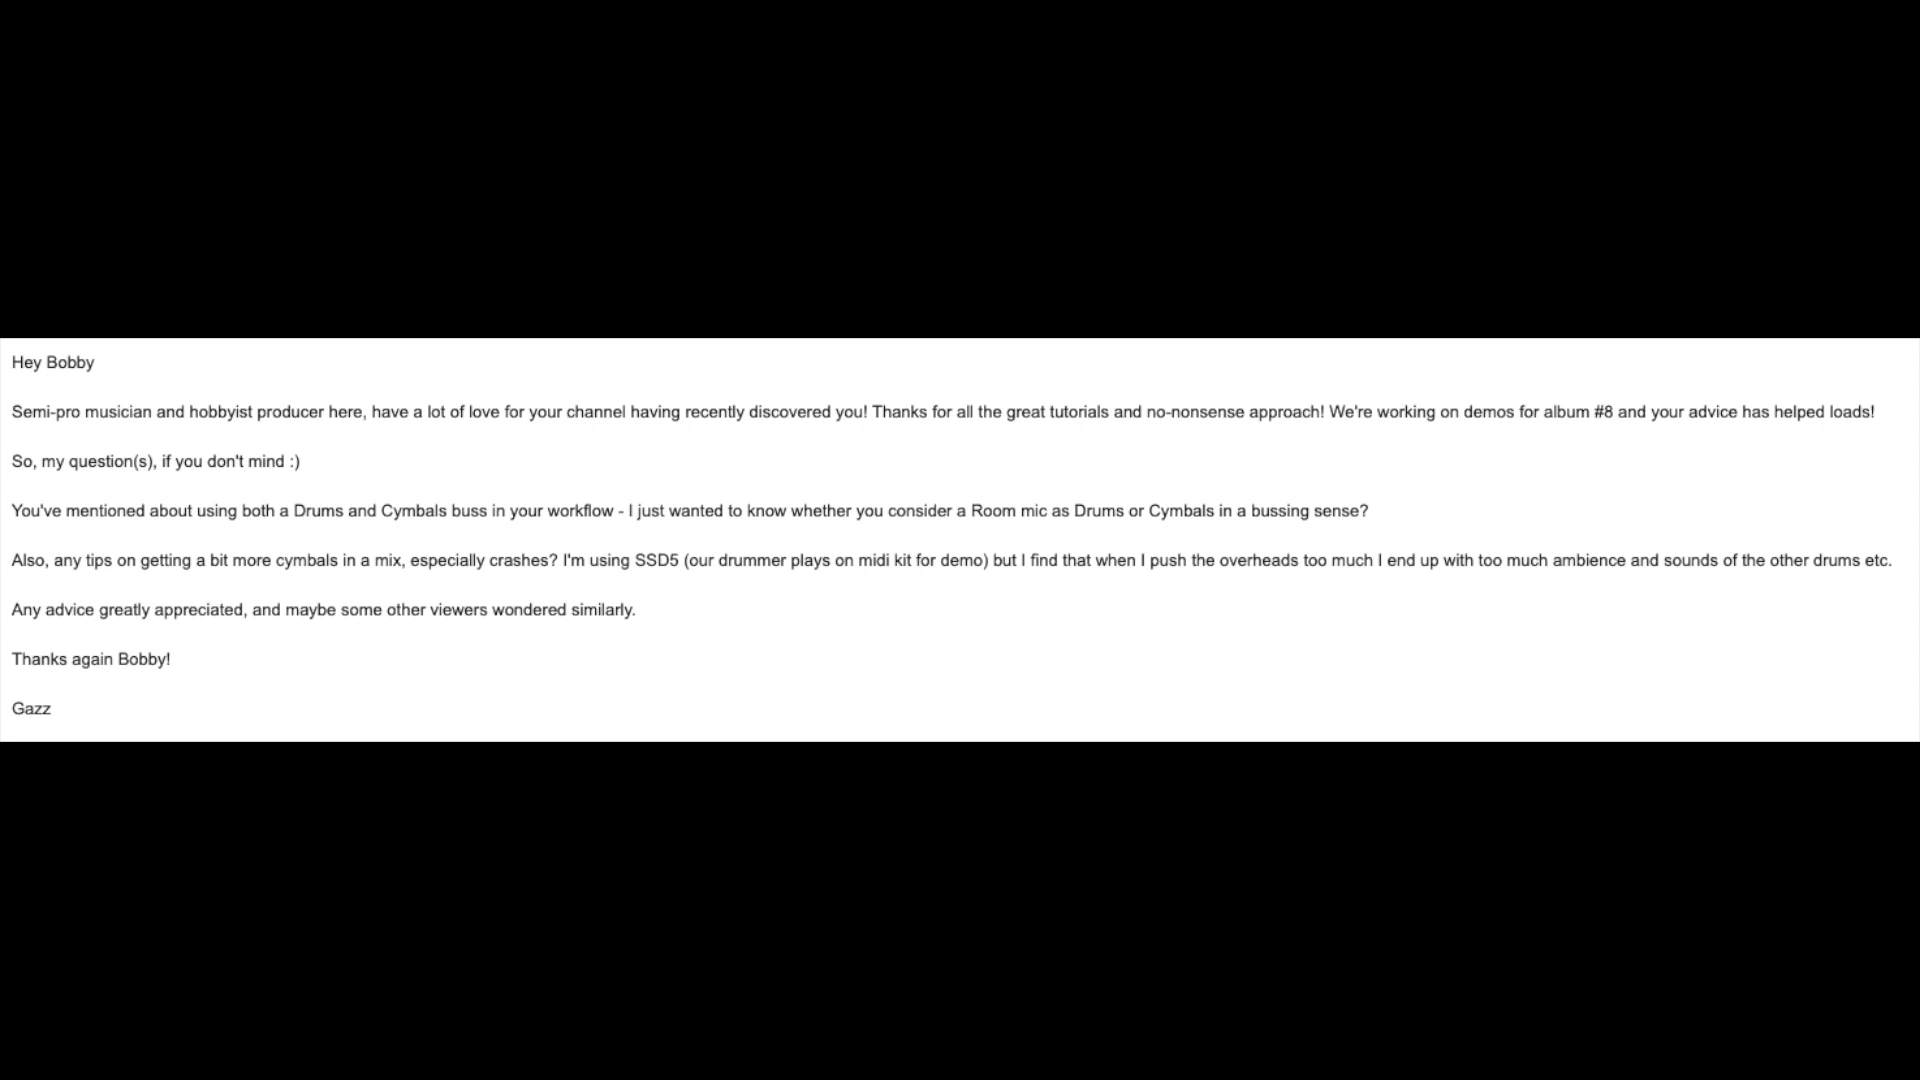 Hey Bobby
Semi-pro musician and hobbyist producer here, have a lot of love for your channel having recently discovered you! Thanks for all the great tutorials and no-nonsense approach! We're working on demos for album #8 and your advice has helped loads!
So, my question(s), if you don't mind :)
You've mentioned about using both a Drums and Cymbals buss in your workflow - I just wanted to know whether you consider a Room mic as Drums or Cymbals in a bussing sense?
Also, any tips on getting a bit more cymbals in a mix, especially crashes? I'm using SSD5 (our drummer plays on midi kit for demo) but I find that when I push the overheads too much I end up with too much ambience and sounds of the other drums etc.
Any advice greatly appreciated, and maybe some other viewers wondered similarly.
Thanks again Bobby!
Gazz